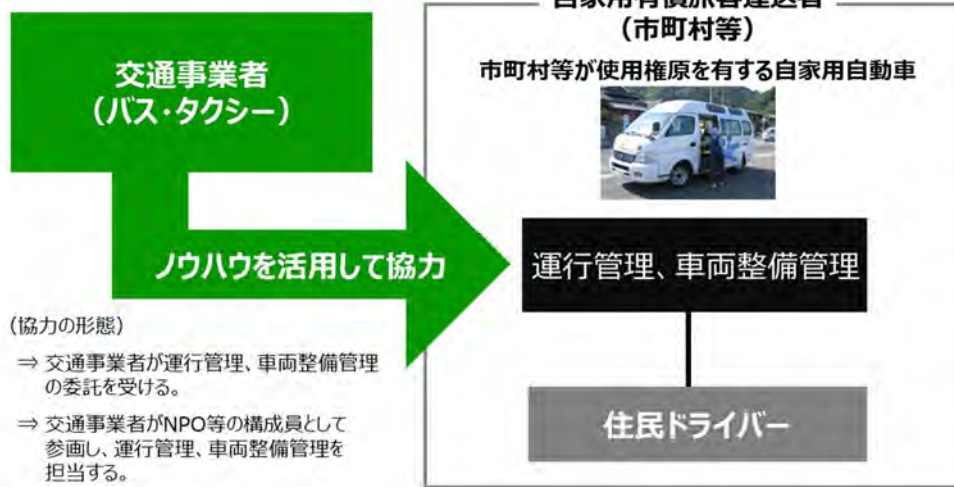 自家用有償旅客運送者
（市町村等）
市町村等が使用権原を有する自家用自動車
交通事業者
（バス・タクシー）
ノウハウを活用して協力
運行管理、車両整備管理
住民ドライバー
（協力の形態）
⇒ 交通事業者が運行管理、車両整備管理
の委託を受ける。
⇒ 交通事業者がNPO等の構成員として
参画し、運行管理、車両整備管理を
担当する。